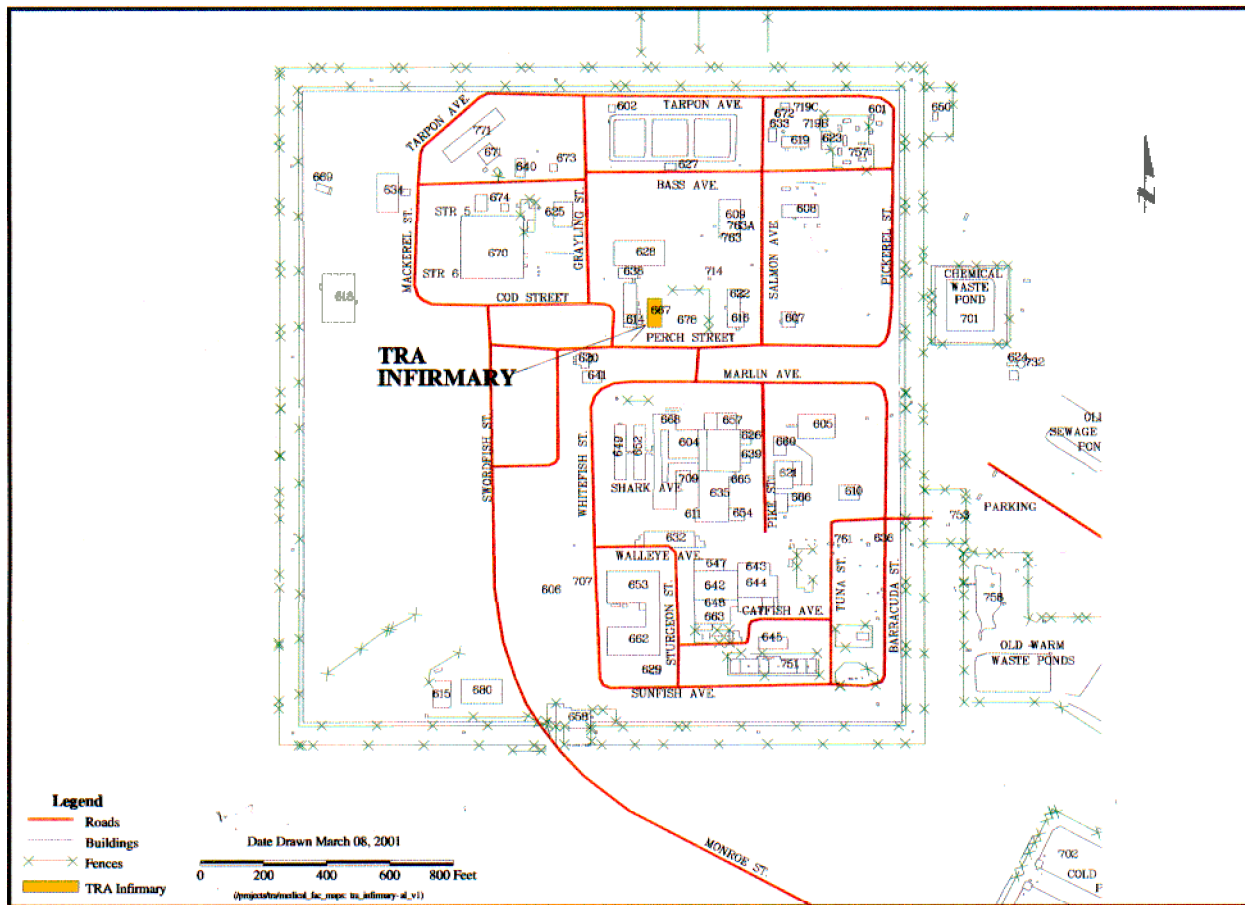 602
TARPON AVE.
719C
672
601
650
TARPON AVE.
633
719B
771
619
623
757
671
640
673
627
669
634
BASS AVE.
674
STR 5
625
609
608
763A
763
MACKEREL ST.
GRAYLING ST.
SALMON AVE
PICKEREL ST.
670
628
STR 6
638
714
CHEMICAL
WASTE
POND
701
COD STREET
622
614
667
678
616
607
PERCH STREET
TRA
INFIRMARY
641
MARLIN AVE.
624
732
SEWAGE
668
657
605
604
626
649
652
639
SWORDFISH ST.
WHITEFISH ST.
709
665
621
SHARK AVE
635
666
610
PIKE ST.
611
654
PARKING
753
632
761
636
WALLEYE AVE.
647
643
653
642
644
606
707
648
CATFISH AVE.
TUNA ST.
BARRACUDA ST.
663
662
STURGEON ST.
645
OLD WARM
WASTE PONDS
629
751
615
680
SUNFISH AVE.
658
MONROE ST.
702
COLD
Legend
Roads
Buildings
Fences
TRA Infirmary
Date Drawn March 08, 2001
0 200 400 600 800 Feet